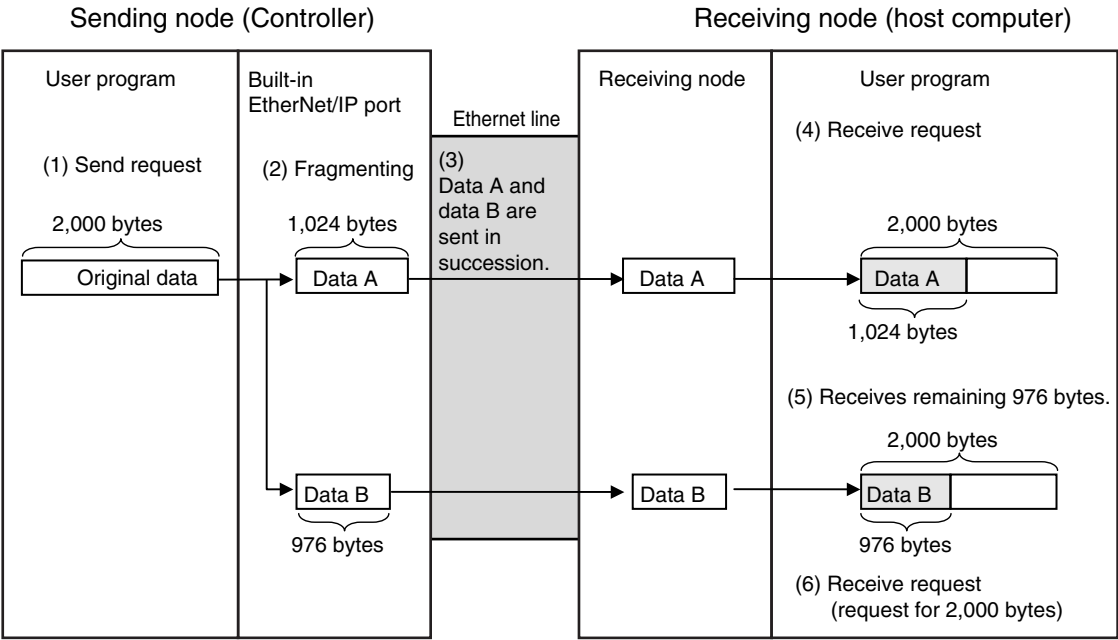 Sending node (Controller)
Receiving node (host computer)
User program
Built-in
EtherNet/IP port
Ethernet line
Receiving node
User program
(1) Send request
(2) Fragmenting
(3)
Data A and
data B are
sent in
succession.
(4) Receive request
2,000 bytes
1,024 bytes
2,000 bytes
Original data
Data A
Data A
Data A
1,024 bytes
(5) Receives remaining 976 bytes.
2,000 bytes
Data B
Data B
Data B
976 bytes
976 bytes
(6) Receive request
(request for 2,000 bytes)